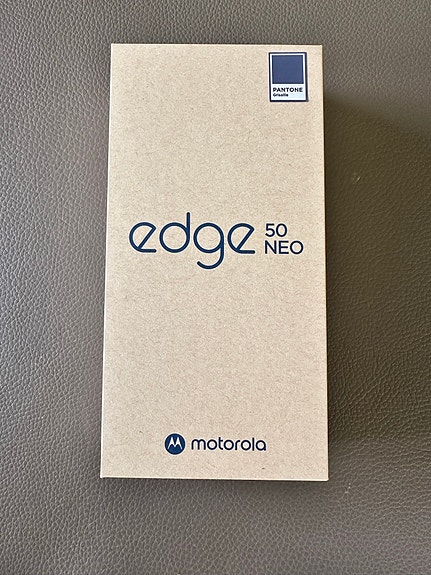 PANTONE
Grisaille
edge 50
NEO
motorola